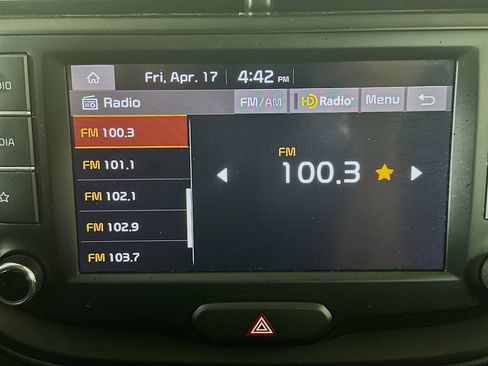 Fri, Apr. 17 4:42 PM
Radio FM/AM HD Radio Menu
FM 100.3
FM 101.1
FM 102.1
FM 102.9
FM 103.7
FM
100.3
DIO
DIA